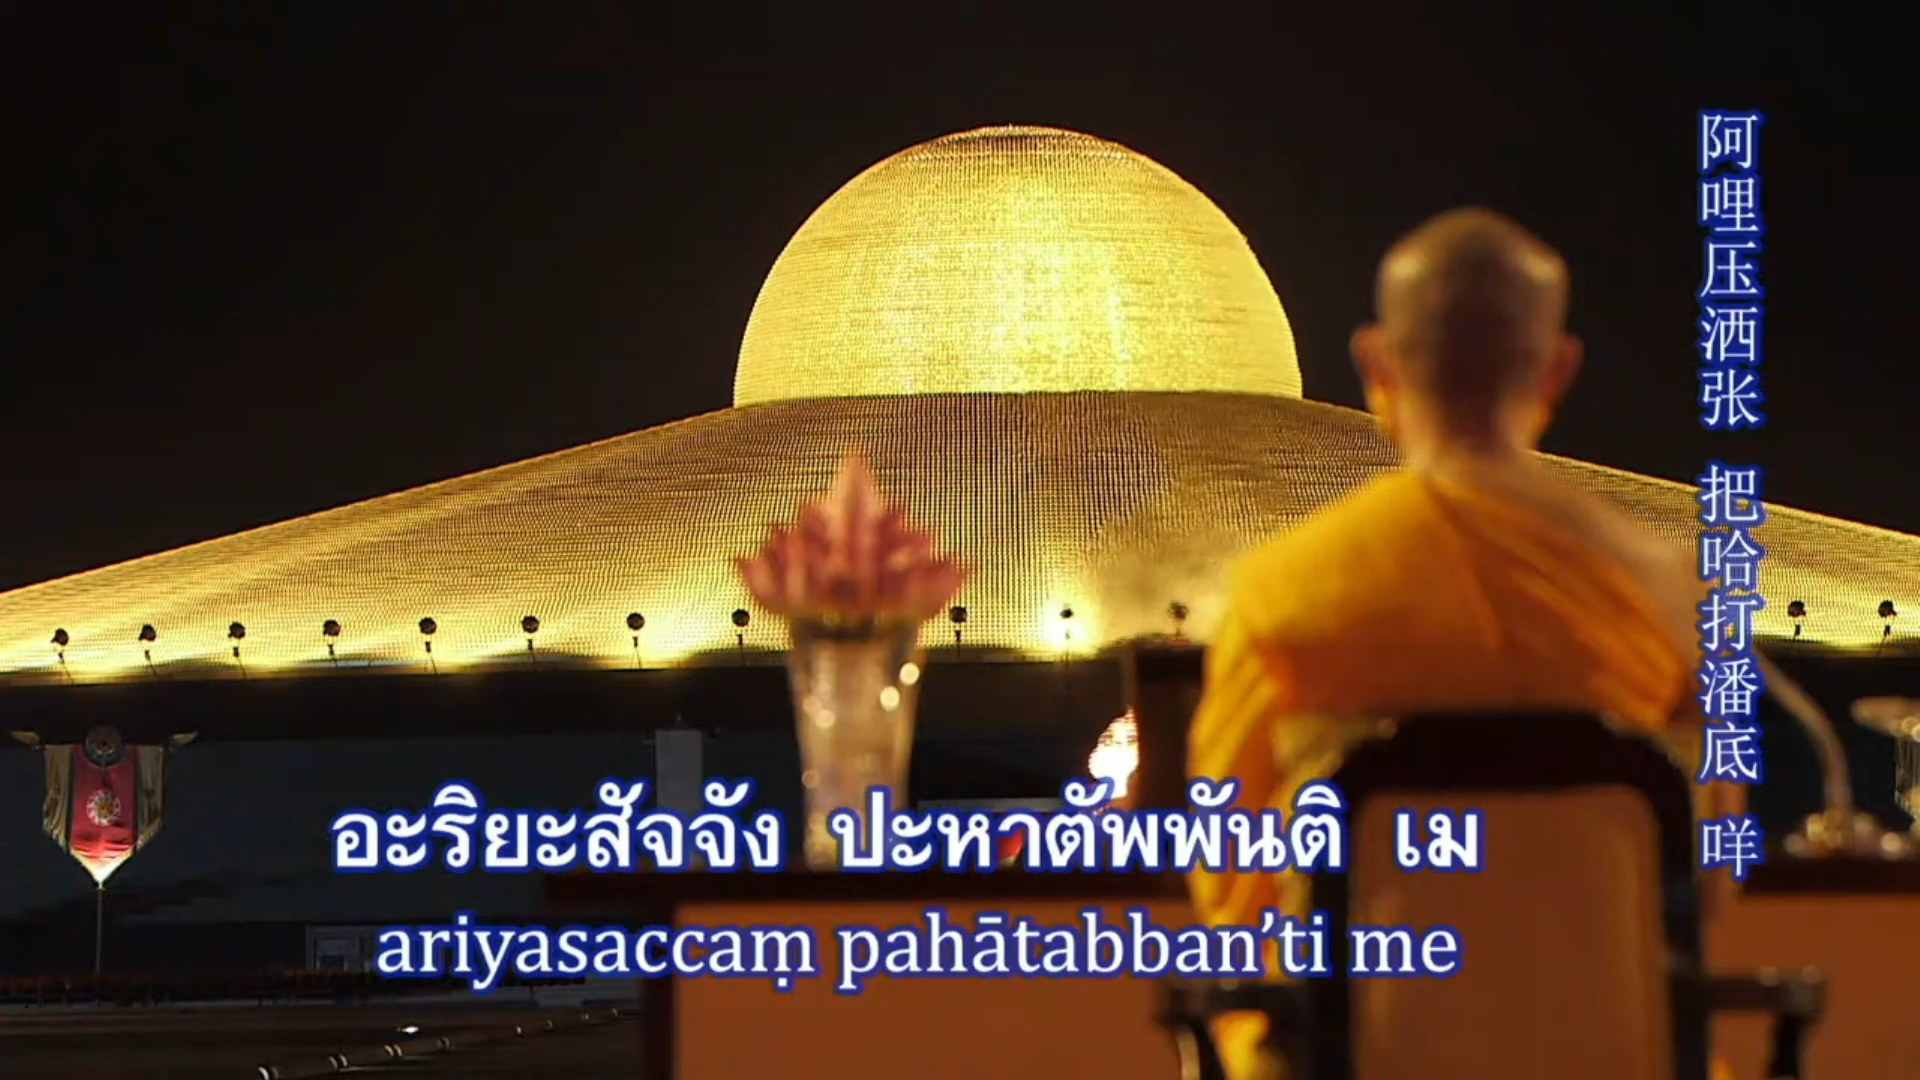 อะริยะสัจจัง ปะหาตัพพันติ เม
ariyasaccaṃ pahātabban’ti me
阿哩压洒张 把哈打潘底 咩